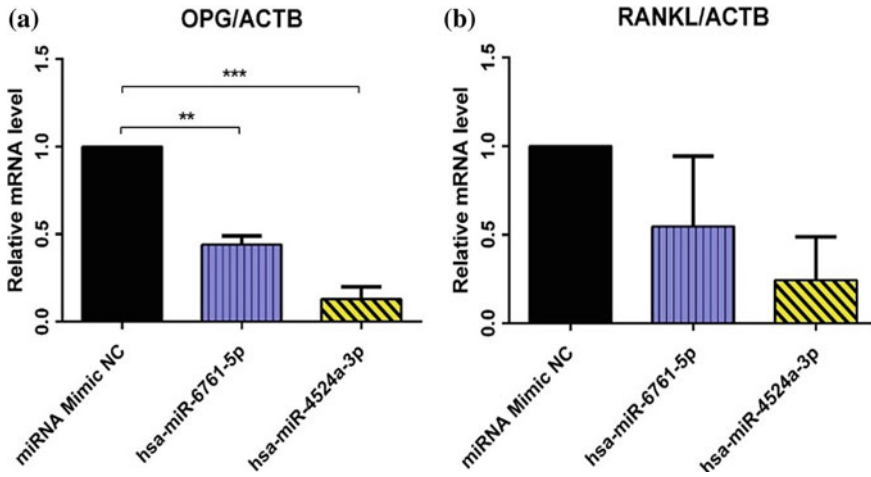 (a)
OPG/ACTB
Relative mRNA level
1.5
1.0
0.5
0.0
**
***
miRNA Mimic NC
hsa-miR-6761-5p
hsa-miR-4524a-3p
(b)
RANKL/ACTB
Relative mRNA level
1.5
1.0
0.5
0.0
miRNA Mimic NC
hsa-miR-6761-5p
hsa-miR-4524a-3p